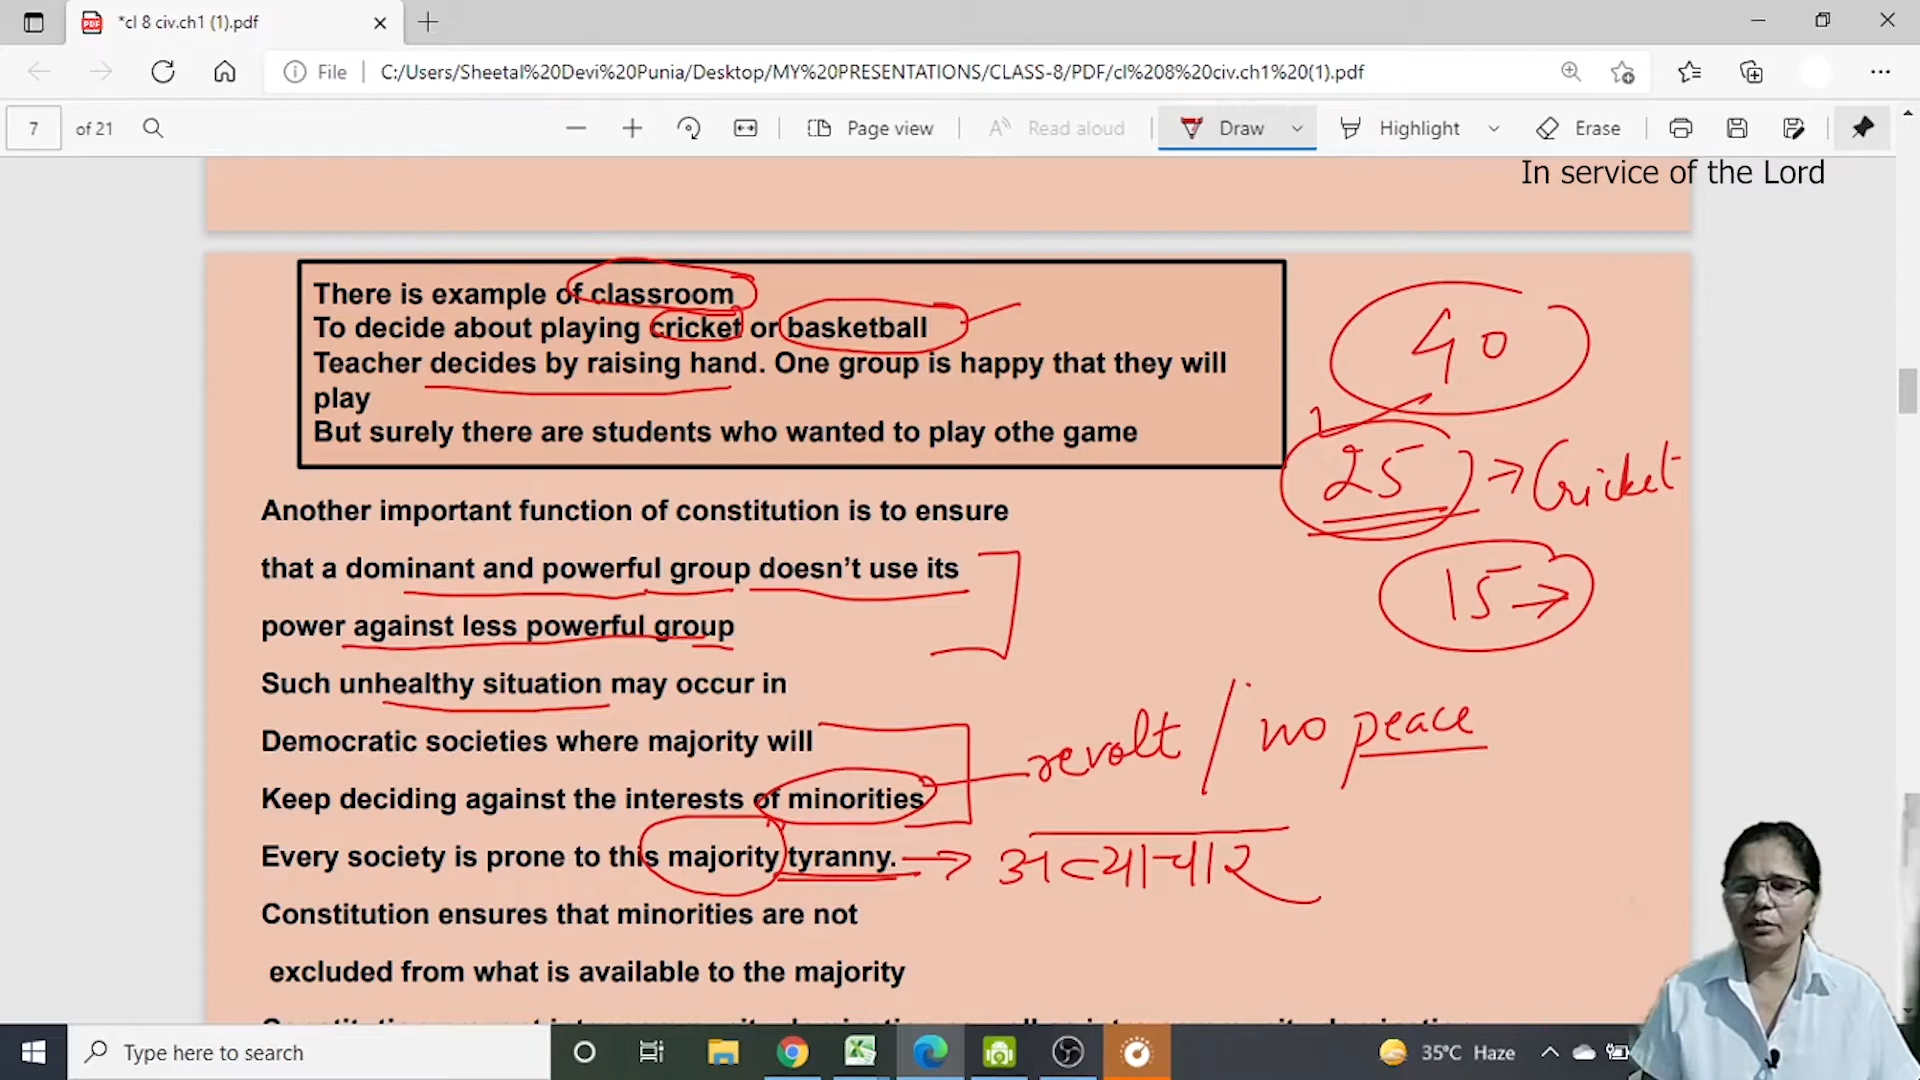 *cl 8 civ.ch1 (1).pdf
File C:/Users/Sheetal%20Devi%20Punia/Desktop/MY%20PRESENTATIONS/CLASS-8/PDF/cl%208%20civ.ch1%20(1).pdf
7 of 21 Page view Read aloud Draw Highlight Erase
In service of the Lord
There is example of classroom
To decide about playing cricket or basketball
Teacher decides by raising hand. One group is happy that they will
play
But surely there are students who wanted to play othe game
40
25 → Cricket
15 →
Another important function of constitution is to ensure
that a dominant and powerful group doesn't use its
power against less powerful group
Such unhealthy situation may occur in
Democratic societies where majority will
revolt / no peace
Keep deciding against the interests of minorities
Every society is prone to this majority tyranny. → अत्याचार
Constitution ensures that minorities are not
excluded from what is available to the majority
Type here to search
35°C Haze